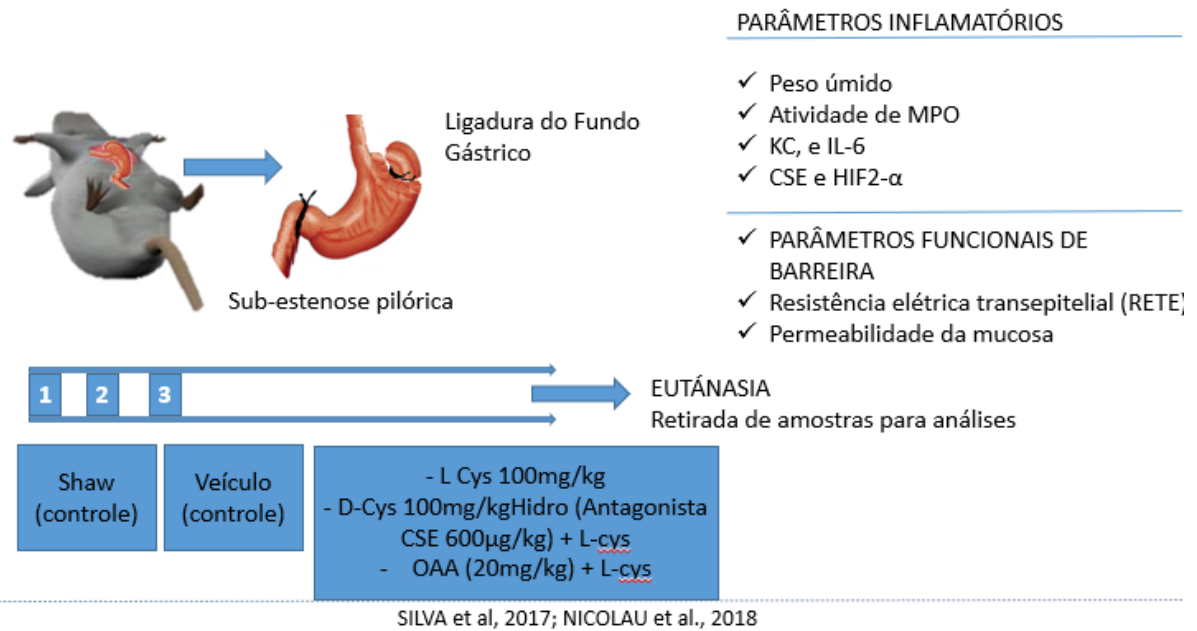 PARÂMETROS INFLAMATÓRIOS
✓ Peso úmido
✓ Atividade de MPO
✓ KC, e IL-6
✓ CSE e HIF2-α
✓ PARÂMETROS FUNCIONAIS DE
BARREIRA
✓ Resistência elétrica transepitelial (RETE)
✓ Permeabilidade da mucosa
Ligadura do Fundo
Gástrico
Sub-estenose pilórica
1 2 3
EUTÁNASIA
Retirada de amostras para análises
Shaw
(controle)
Veículo
(controle)
- L Cys 100mg/kg
- D-Cys 100mg/kgHidro (Antagonista
CSE 600µg/kg) + L-cys
- OAA (20mg/kg) + L-cys
SILVA et al, 2017; NICOLAU et al., 2018